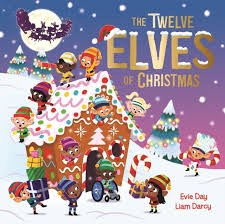 THE TWELVE
ELVES
OF CHRISTMAS
Evie Day
Liam Darcy